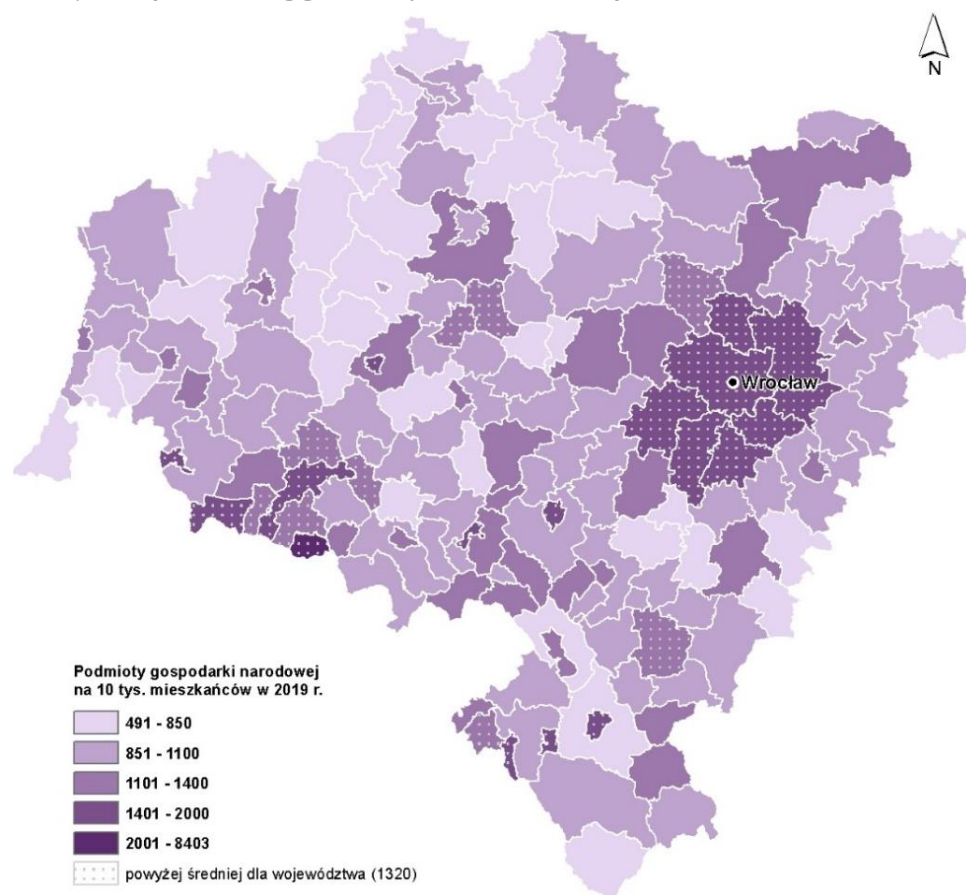 N
Wrocław
Podmioty gospodarki narodowej
na 10 tys. mieszkańców w 2019 r.
491 - 850
851 - 1100
1101 - 1400
1401 - 2000
2001 - 8403
powyżej średniej dla województwa (1320)